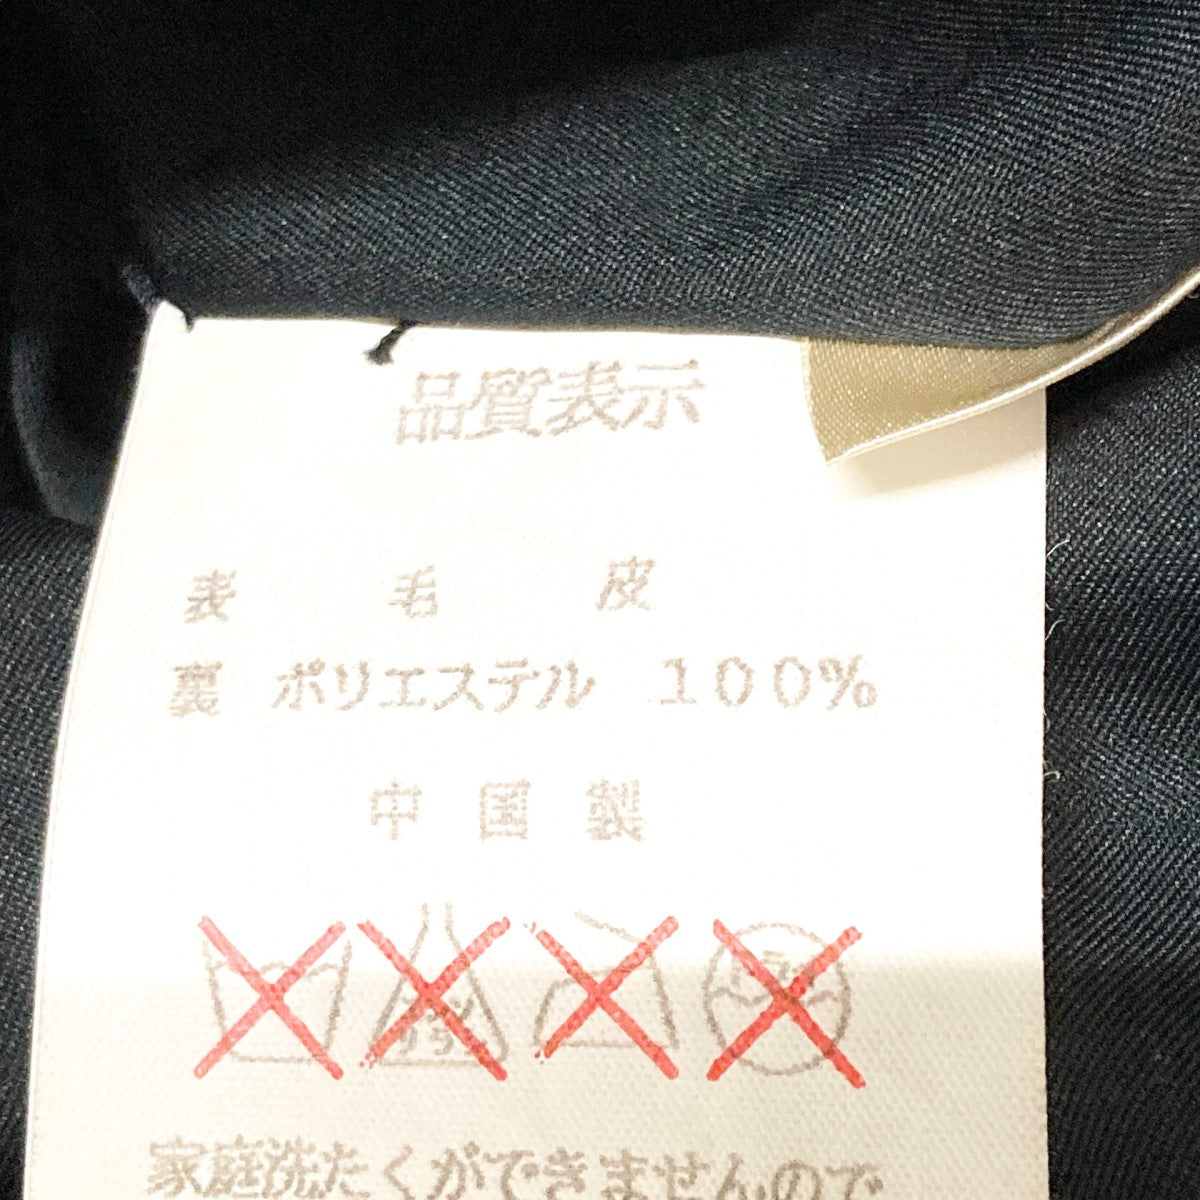 品質表示
表 毛 皮
裏 ポリエステル 100%
中 国 製
家庭洗たくができませんので